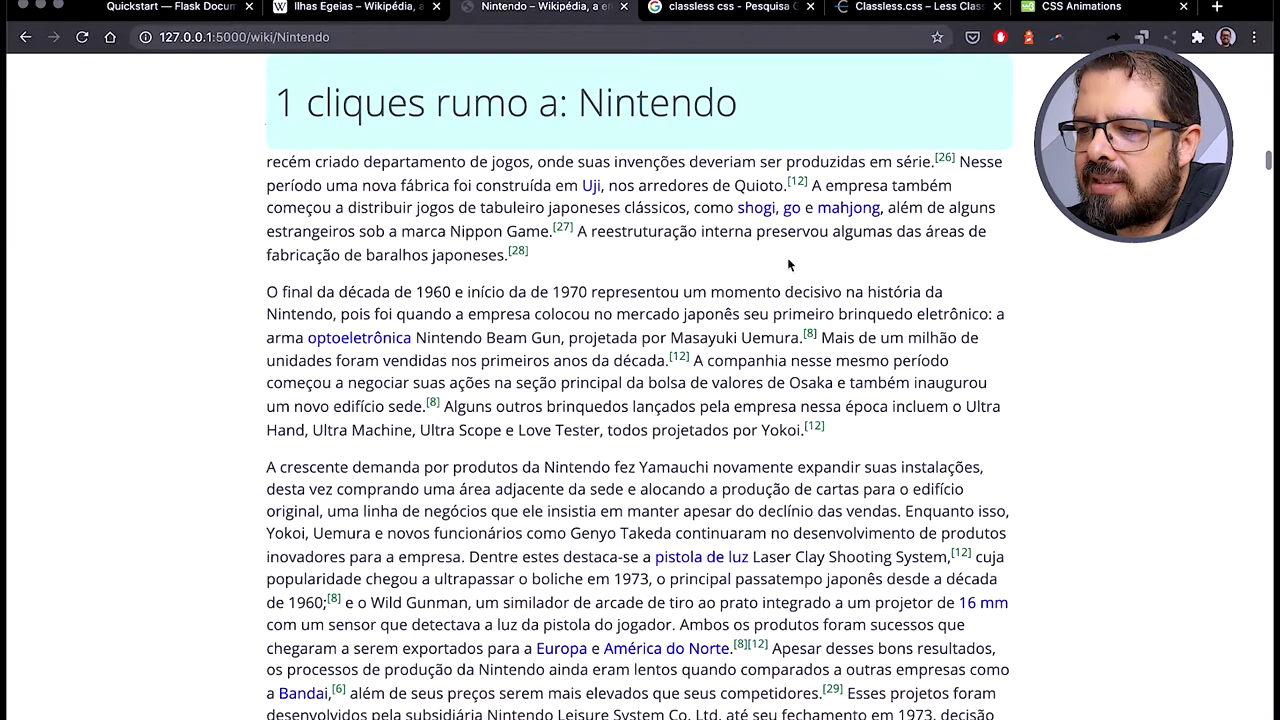 Quickstart — Flask Docum
Ilhas Egeias – Wikipédia, a
Nintendo – Wikipédia, a en
classless css - Pesquisa G
Classless.css – Less Class
CSS Animations
127.0.0.1:5000/wiki/Nintendo
1 cliques rumo a: Nintendo
recém criado departamento de jogos, onde suas invenções deveriam ser produzidas em série.[26] Nesse
período uma nova fábrica foi construída em Uji, nos arredores de Quioto.[12] A empresa também
começou a distribuir jogos de tabuleiro japoneses clássicos, como shogi, go e mahjong, além de alguns
estrangeiros sob a marca Nippon Game.[27] A reestruturação interna preservou algumas das áreas de
fabricação de baralhos japoneses.[28]
O final da década de 1960 e início da de 1970 representou um momento decisivo na história da
Nintendo, pois foi quando a empresa colocou no mercado japonês seu primeiro brinquedo eletrônico: a
arma optoeletrônica Nintendo Beam Gun, projetada por Masayuki Uemura.[8] Mais de um milhão de
unidades foram vendidas nos primeiros anos da década.[12] A companhia nesse mesmo período
começou a negociar suas ações na seção principal da bolsa de valores de Osaka e também inaugurou
um novo edifício sede.[8] Alguns outros brinquedos lançados pela empresa nessa época incluem o Ultra
Hand, Ultra Machine, Ultra Scope e Love Tester, todos projetados por Yokoi.[12]
A crescente demanda por produtos da Nintendo fez Yamauchi novamente expandir suas instalações,
desta vez comprando uma área adjacente da sede e alocando a produção de cartas para o edifício
original, uma linha de negócios que ele insistia em manter apesar do declínio das vendas. Enquanto isso,
Yokoi, Uemura e novos funcionários como Genyo Takeda continuaram no desenvolvimento de produtos
inovadores para a empresa. Dentre estes destaca-se a pistola de luz Laser Clay Shooting System,[12] cuja
popularidade chegou a ultrapassar o boliche em 1973, o principal passatempo japonês desde a década
de 1960;[8] e o Wild Gunman, um similador de arcade de tiro ao prato integrado a um projetor de 16 mm
com um sensor que detectava a luz da pistola do jogador. Ambos os produtos foram sucessos que
chegaram a serem exportados para a Europa e América do Norte.[8][12] Apesar desses bons resultados,
os processos de produção da Nintendo ainda eram lentos quando comparados a outras empresas como
a Bandai,[6] além de seus preços serem mais elevados que seus competidores.[29] Esses projetos foram
desenvolvidos pela subsidiária Nintendo Leisure System Co. Ltd. até seu fechamento em 1973, decisão